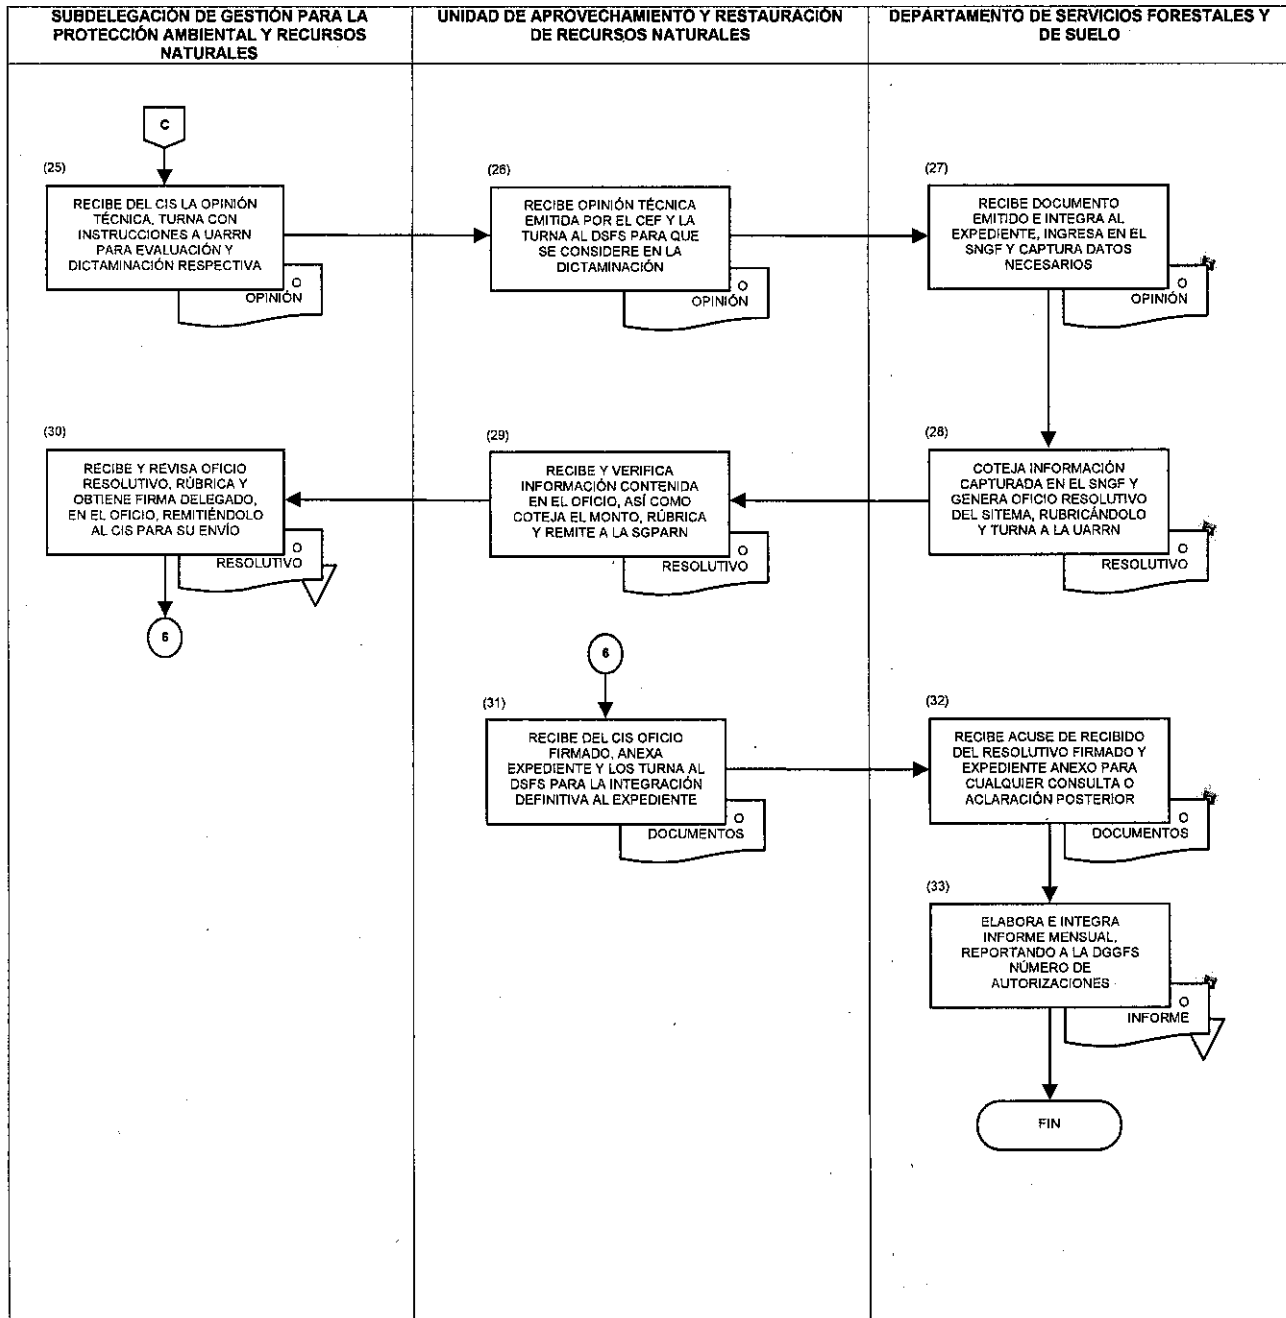 SUBDELEGACIÓN DE GESTIÓN PARA LA
PROTECCIÓN AMBIENTAL Y RECURSOS
NATURALES
UNIDAD DE APROVECHAMIENTO Y RESTAURACIÓN
DE RECURSOS NATURALES
DEPARTAMENTO DE SERVICIOS FORESTALES Y
DE SUELO
C
(25)
RECIBE DEL CIS LA OPINIÓN
TÉCNICA, TURNA CON
INSTRUCCIONES A UARRN
PARA EVALUACIÓN Y
DICTAMINACIÓN RESPECTIVA
O
OPINIÓN
(26)
RECIBE OPINIÓN TÉCNICA
EMITIDA POR EL CEF Y LA
TURNA AL DSFS PARA QUE
SE CONSIDERE EN LA
DICTAMINACIÓN
O
OPINIÓN
(27)
RECIBE DOCUMENTO
EMITIDO E INTEGRA AL
EXPEDIENTE, INGRESA EN EL
SNGF Y CAPTURA DATOS
NECESARIOS
O
OPINIÓN
(30)
RECIBE Y REVISA OFICIO
RESOLUTIVO, RÚBRICA Y
OBTIENE FIRMA DELEGADO,
EN EL OFICIO, REMITIÉNDOLO
AL CIS PARA SU ENVÍO
O
RESOLUTIVO
6
(29)
RECIBE Y VERIFICA
INFORMACIÓN CONTENIDA
EN EL OFICIO, ASÍ COMO
COTEJA EL MONTO, RÚBRICA
Y REMITE A LA SGPARN
O
RESOLUTIVO
(28)
COTEJA INFORMACIÓN
CAPTURADA EN EL SNGF Y
GENERA OFICIO RESOLUTIVO
DEL SITEMA, RUBRICÁNDOLO
Y TURNA A LA UARRN
O
RESOLUTIVO
6
(31)
RECIBE DEL CIS OFICIO
FIRMADO, ANEXA
EXPEDIENTE Y LOS TURNA AL
DSFS PARA LA INTEGRACIÓN
DEFINITIVA AL EXPEDIENTE
O
DOCUMENTOS
(32)
RECIBE ACUSE DE RECIBIDO
DEL RESOLUTIVO FIRMADO Y
EXPEDIENTE ANEXO PARA
CUALQUIER CONSULTA O
ACLARACIÓN POSTERIOR
O
DOCUMENTOS
(33)
ELABORA E INTEGRA
INFORME MENSUAL,
REPORTANDO A LA DGGFS
NÚMERO DE
AUTORIZACIONES
O
INFORME
FIN